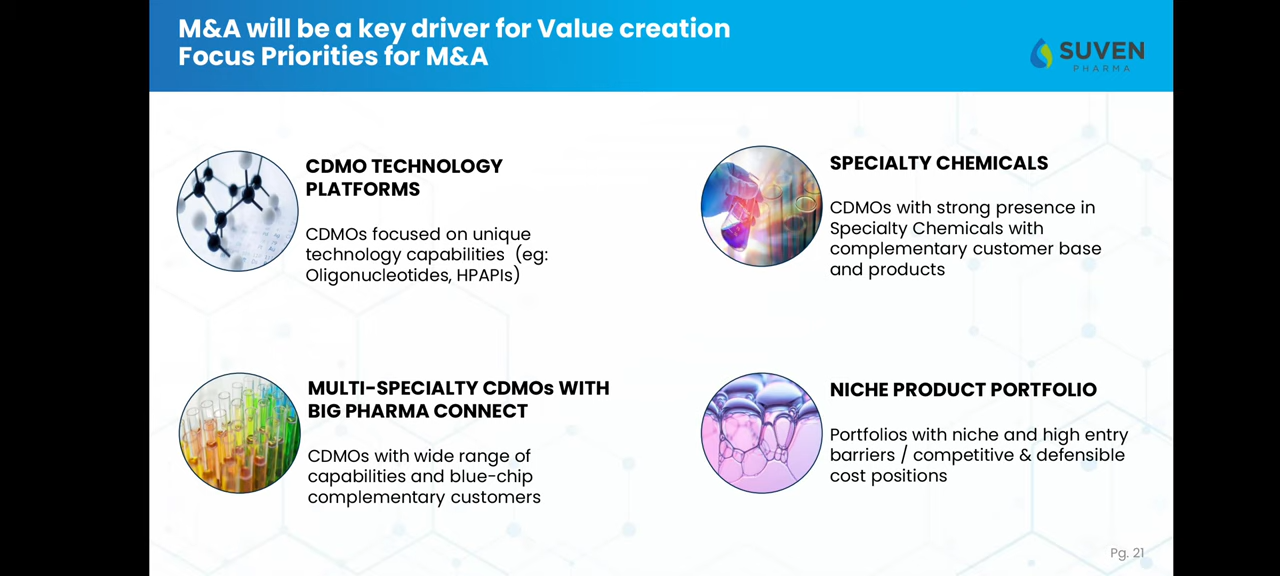 M&A will be a key driver for Value creation
Focus Priorities for M&A
SUVEN
PHARMA
CDMO TECHNOLOGY
PLATFORMS
CDMOs focused on unique
technology capabilities (eg:
Oligonucleotides, HPAPIs)
SPECIALTY CHEMICALS
CDMOs with strong presence in
Specialty Chemicals with
complementary customer base
and products
MULTI-SPECIALTY CDMOs WITH
BIG PHARMA CONNECT
CDMOs with wide range of
capabilities and blue-chip
complementary customers
NICHE PRODUCT PORTFOLIO
Portfolios with niche and high entry
barriers / competitive & defensible
cost positions
Pg. 21